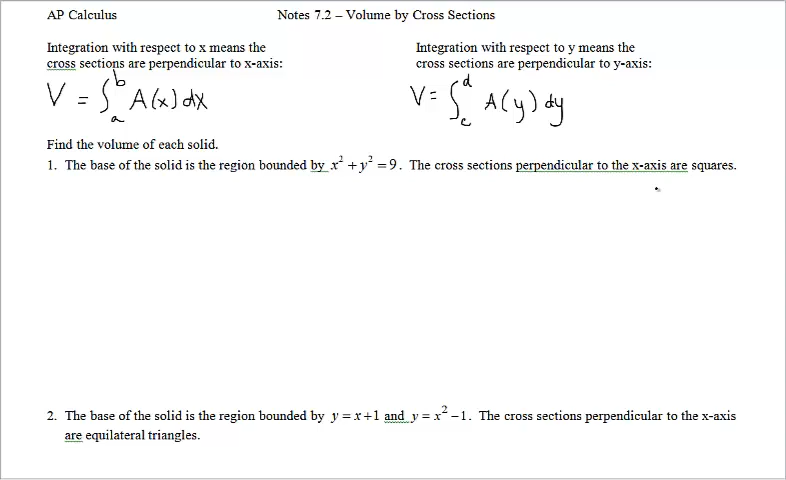 AP Calculus Notes 7.2 – Volume by Cross Sections
Integration with respect to x means the
cross sections are perpendicular to x-axis:
V = ∫ₐᵇ A(x) dx
Integration with respect to y means the
cross sections are perpendicular to y-axis:
V = ∫_c^d A(y) dy
Find the volume of each solid.
1. The base of the solid is the region bounded by x² + y² = 9. The cross sections perpendicular to the x-axis are squares.
2. The base of the solid is the region bounded by y = x + 1 and y = x² − 1. The cross sections perpendicular to the x-axis
are equilateral triangles.